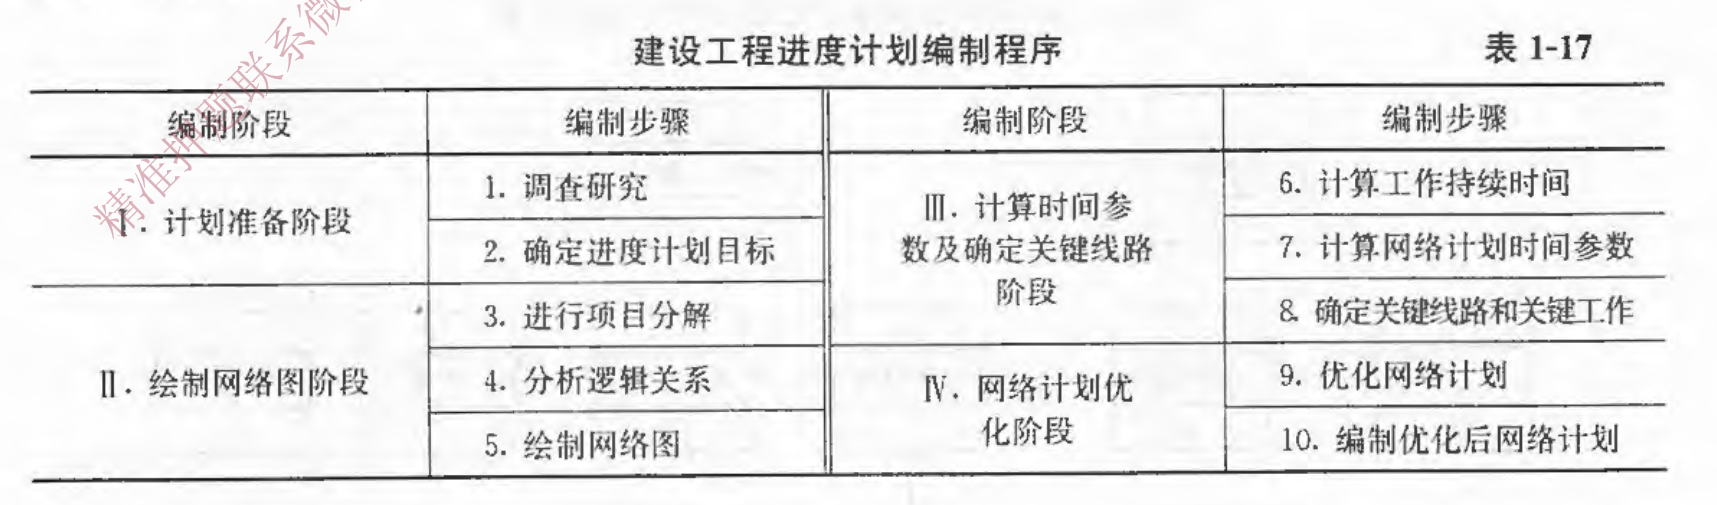 建设工程进度计划编制程序 表 1-17
编制阶段 编制步骤 编制阶段 编制步骤
Ⅰ. 计划准备阶段
1. 调查研究
2. 确定进度计划目标
Ⅱ. 绘制网络图阶段
3. 进行项目分解
4. 分析逻辑关系
5. 绘制网络图
Ⅲ. 计算时间参
数及确定关键线路
阶段
6. 计算工作持续时间
7. 计算网络计划时间参数
8. 确定关键线路和关键工作
Ⅳ. 网络计划优
化阶段
9. 优化网络计划
10. 编制优化后网络计划
精准押题联系微